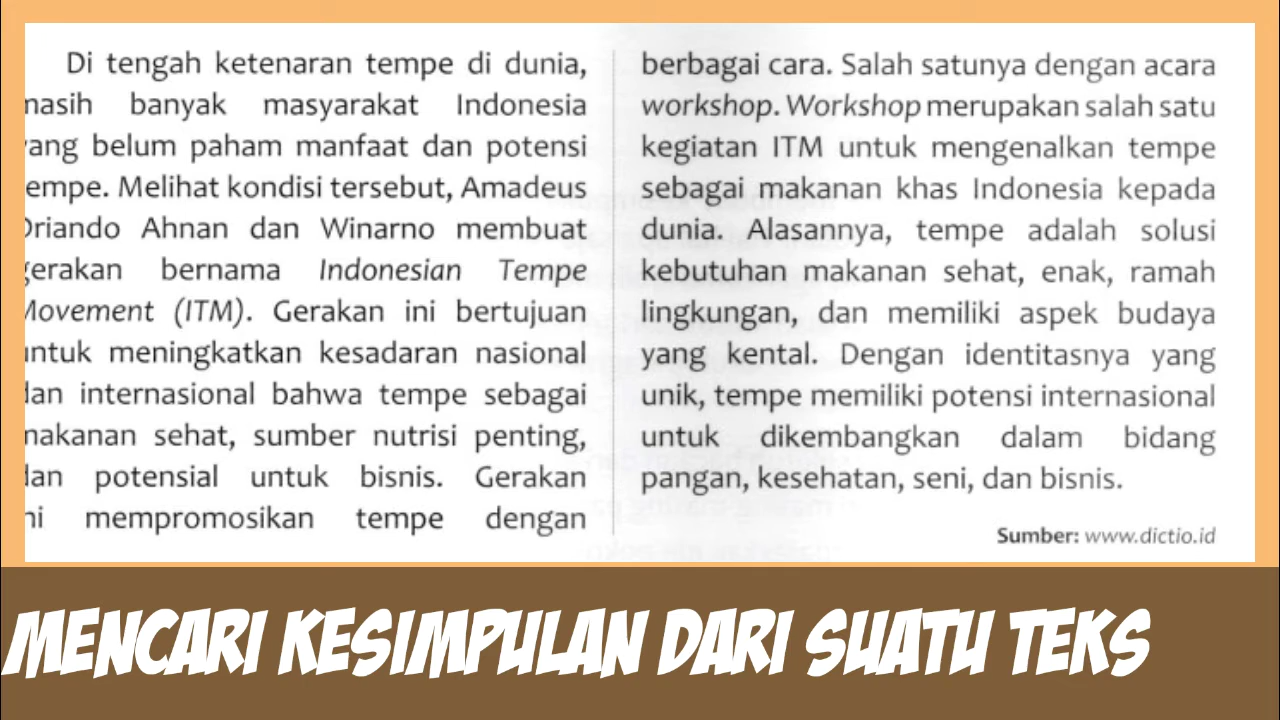 Di tengah ketenaran tempe di dunia,
masih banyak masyarakat Indonesia
yang belum paham manfaat dan potensi
empe. Melihat kondisi tersebut, Amadeus
Oriando Ahnan dan Winarno membuat
gerakan bernama Indonesian Tempe
Movement (ITM). Gerakan ini bertujuan
untuk meningkatkan kesadaran nasional
dan internasional bahwa tempe sebagai
makanan sehat, sumber nutrisi penting,
dan potensial untuk bisnis. Gerakan
ni mempromosikan tempe dengan
berbagai cara. Salah satunya dengan acara
workshop. Workshop merupakan salah satu
kegiatan ITM untuk mengenalkan tempe
sebagai makanan khas Indonesia kepada
dunia. Alasannya, tempe adalah solusi
kebutuhan makanan sehat, enak, ramah
lingkungan, dan memiliki aspek budaya
yang kental. Dengan identitasnya yang
unik, tempe memiliki potensi internasional
untuk dikembangkan dalam bidang
pangan, kesehatan, seni, dan bisnis.
Sumber: www.dictio.id
MENCARI KESIMPULAN DARI SUATU TEKS